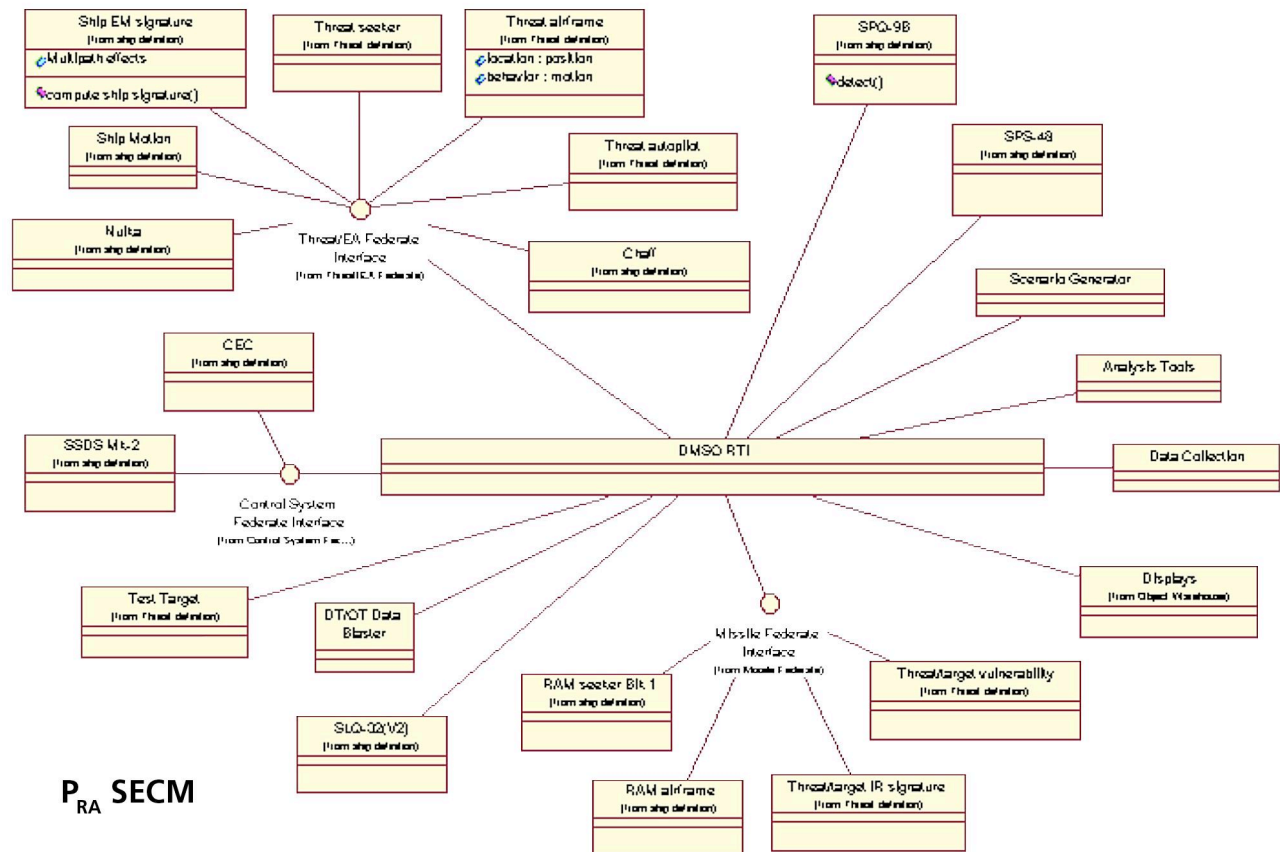 Ship EM signature
(from ship definition)
Multipath effects
compute ship signature()
Threat seeker
(from Threat definition)
Threat airframe
(from Threat definition)
location : position
behavior : motion
SPQ-9B
(from ship definition)
detect()
Ship Motion
(from ship definition)
Threat autopilot
(from Threat definition)
SPS-48
(from ship definition)
Nulka
(from ship definition)
Threat/EA Federate
Interface
(from Threat/EA Federate)
Chaff
(from ship definition)
Scenario Generator
CEC
(from ship definition)
Analysis Tools
SSDS Mk-2
(from ship definition)
DMSO RTI
Data Collection
Control System
Federate Interface
(from Control System Fec...)
Test Target
(from Threat definition)
DT/OT Data
Blaster
Displays
(from Object Warehouse)
Missile Federate
Interface
(from Missile Federate)
RAM seeker Blk 1
(from ship definition)
Threat/target vulnerability
(from Threat definition)
SLQ-32(V2)
(from ship definition)
RAM airframe
(from ship definition)
Threat/target IR signature
(from Threat definition)
PRA SECM